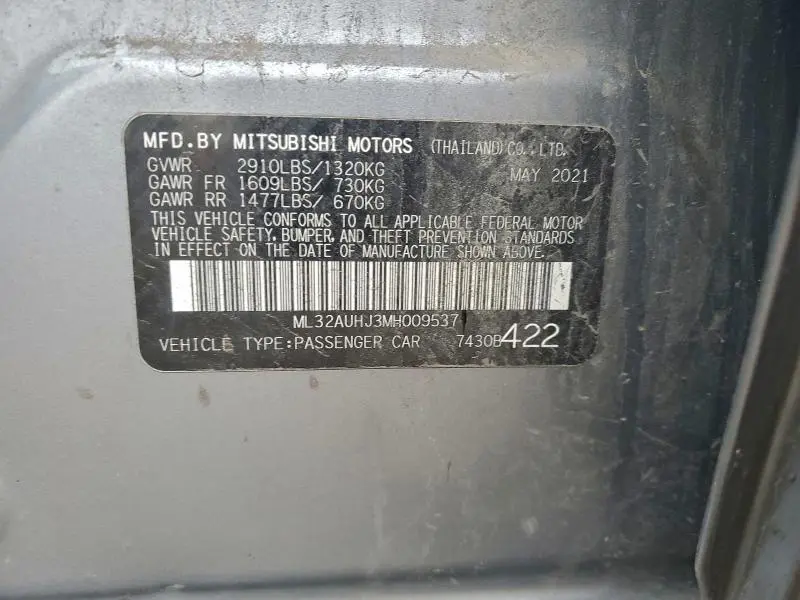 MFD.BY MITSUBISHI MOTORS (THAILAND)CO.,LTD.
GVWR 2910LBS/1320KG MAY 2021
GAWR FR 1609LBS/ 730KG
GAWR RR 1477LBS/ 670KG
THIS VEHICLE CONFORMS TO ALL APPLICABLE FEDERAL MOTOR
VEHICLE SAFETY, BUMPER, AND THEFT PREVENTION STANDARDS
IN EFFECT ON THE DATE OF MANUFACTURE SHOWN ABOVE.
ML32AUHJ3MH009537
VEHICLE TYPE:PASSENGER CAR 7430B422